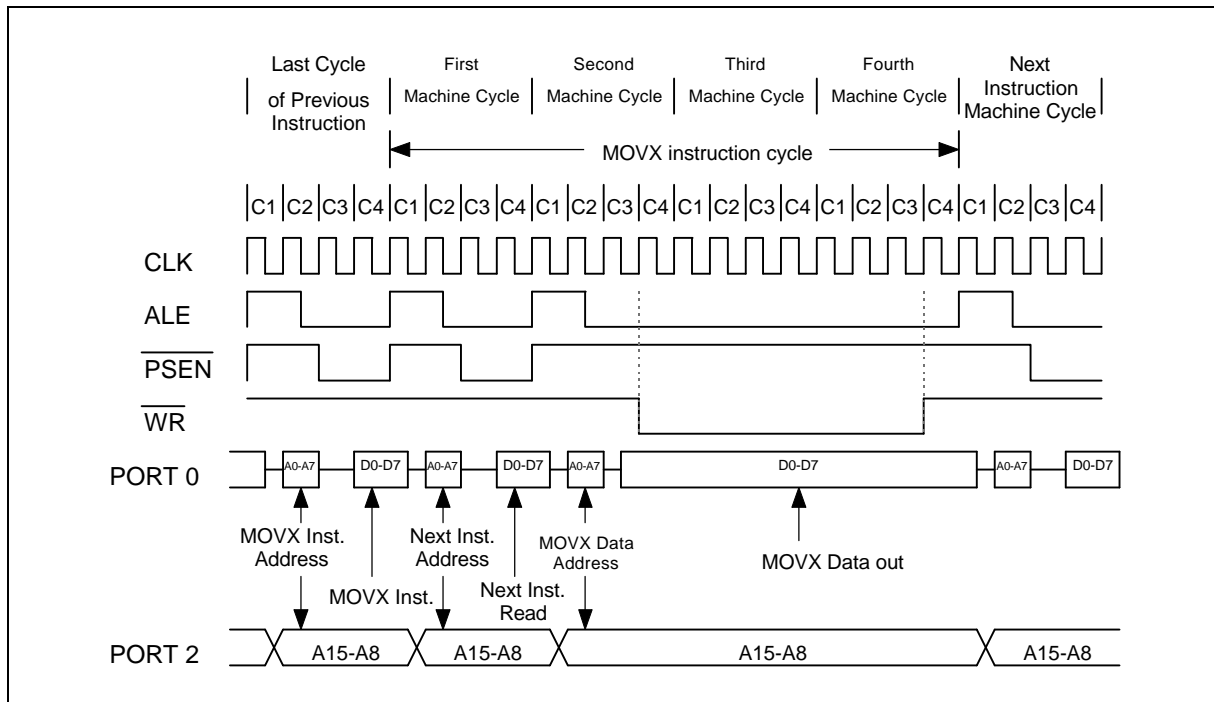 Last Cycle
of Previous
Instruction
First
Machine Cycle
Second
Machine Cycle
Third
Machine Cycle
Fourth
Machine Cycle
Next
Instruction
Machine Cycle
MOVX instruction cycle
C1 C2 C3 C4 C1 C2 C3 C4 C1 C2 C3 C4 C1 C2 C3 C4 C1 C2 C3 C4 C1 C2 C3 C4
CLK
ALE
PSEN
WR
PORT 0
A0-A7 D0-D7 A0-A7 D0-D7 A0-A7 D0-D7 A0-A7 D0-D7
MOVX Inst.
Address
MOVX Inst.
Next Inst.
Address
Next Inst.
Read
MOVX Data
Address
MOVX Data out
PORT 2
A15-A8 A15-A8 A15-A8 A15-A8